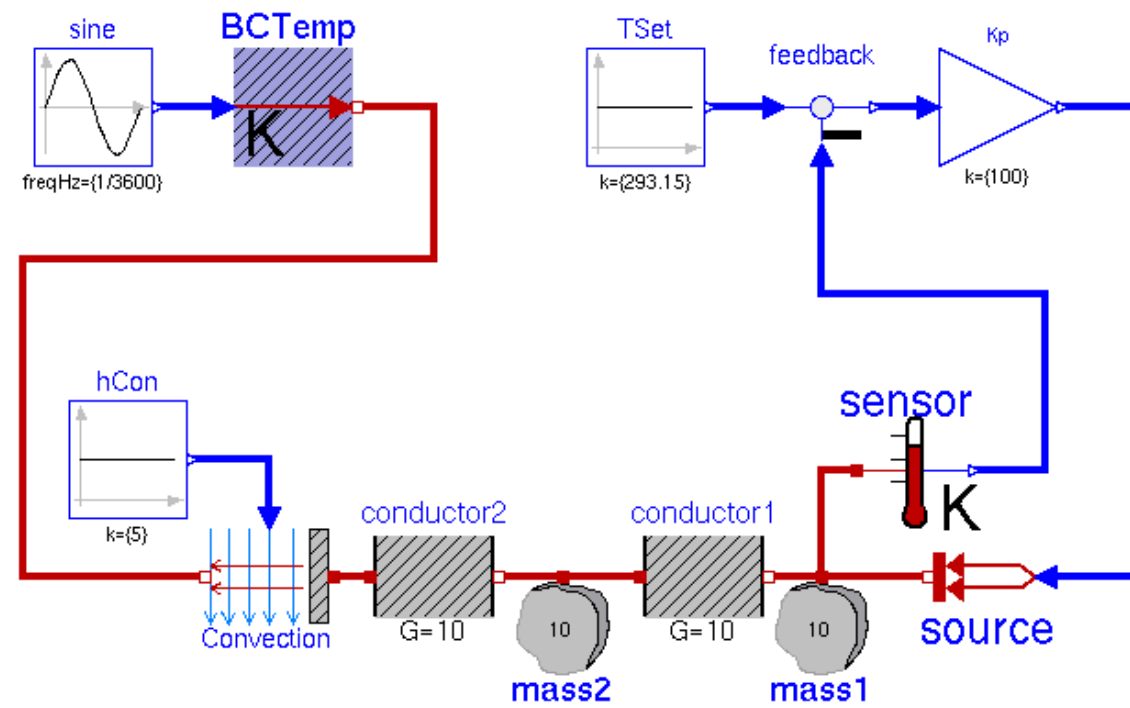 sine
BCTemp
TSet
feedback
Kp
K
freqHz={1/3600}
k={293.15}
k={100}
hCon
sensor
k={5}
conductor2
conductor1
K
Convection
G=10
10
G=10
10
source
mass2
mass1